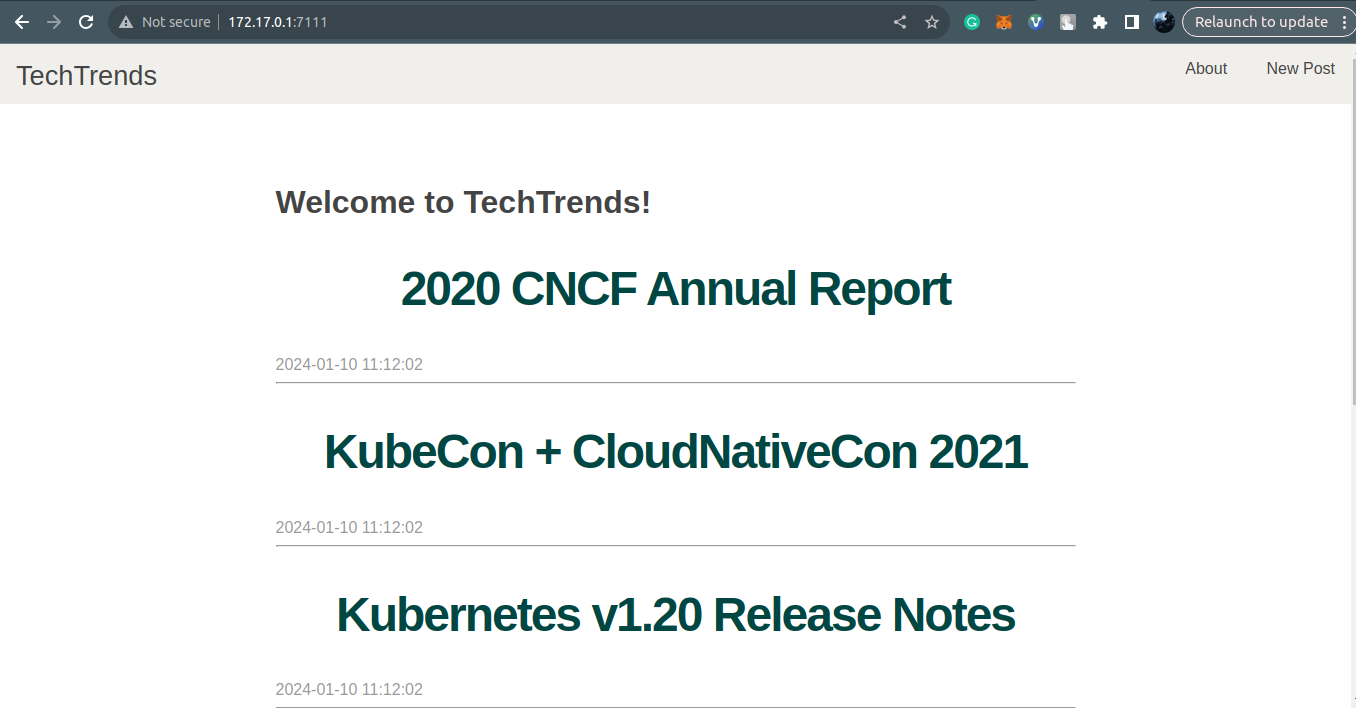 Not secure 172.17.0.1:7111
Relaunch to update
TechTrends
About New Post
Welcome to TechTrends!
2020 CNCF Annual Report
2024-01-10 11:12:02
KubeCon + CloudNativeCon 2021
2024-01-10 11:12:02
Kubernetes v1.20 Release Notes
2024-01-10 11:12:02